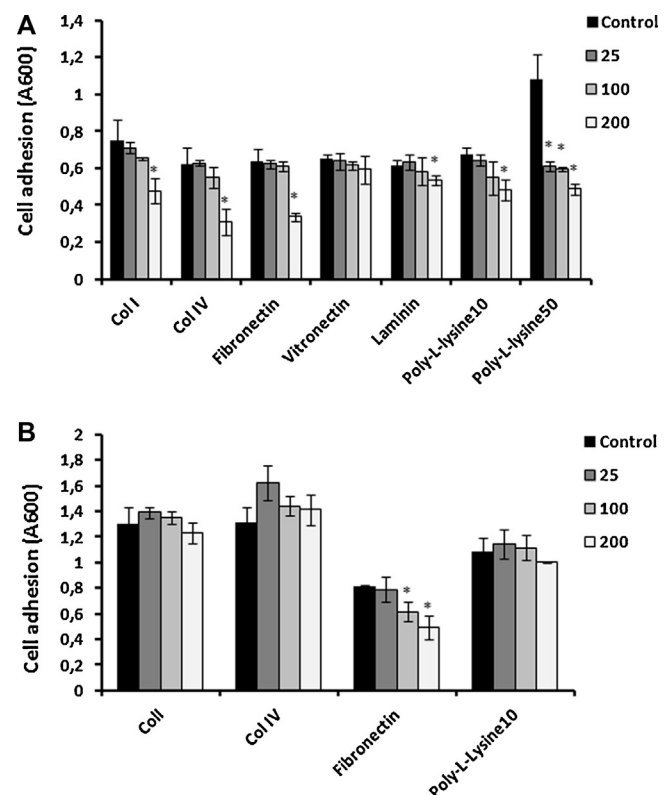 A
Cell adhesion (A600)
1,4
1,2
1
0,8
0,6
0,4
0,2
0
Control
25
100
200
*
*
*
*
*
* * *
Col I
Col IV
Fibronectin
Vitronectin
Laminin
Poly-L-lysine10
Poly-L-lysine50
B
Cell adhesion (A600)
2
1,8
1,6
1,4
1,2
1
0,8
0,6
0,4
0,2
0
Control
25
100
200
* *
ColI
Col IV
Fibronectin
Poly-L-Lysine10